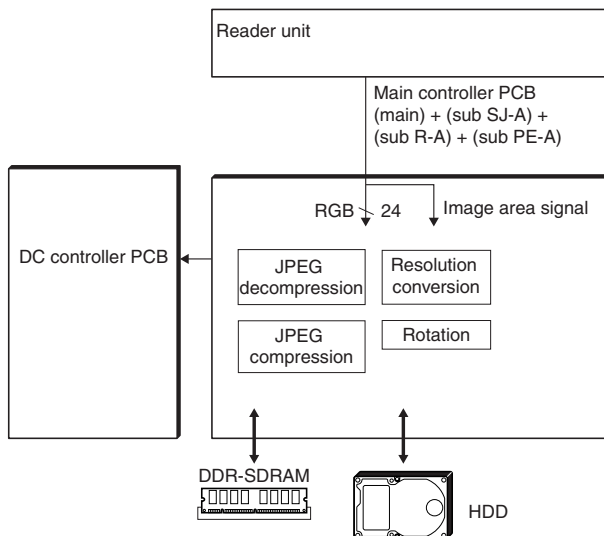 Reader unit
Main controller PCB
(main) + (sub SJ-A) +
(sub R-A) + (sub PE-A)
RGB 24
Image area signal
DC controller PCB
JPEG
decompression
Resolution
conversion
JPEG
compression
Rotation
DDR-SDRAM
HDD